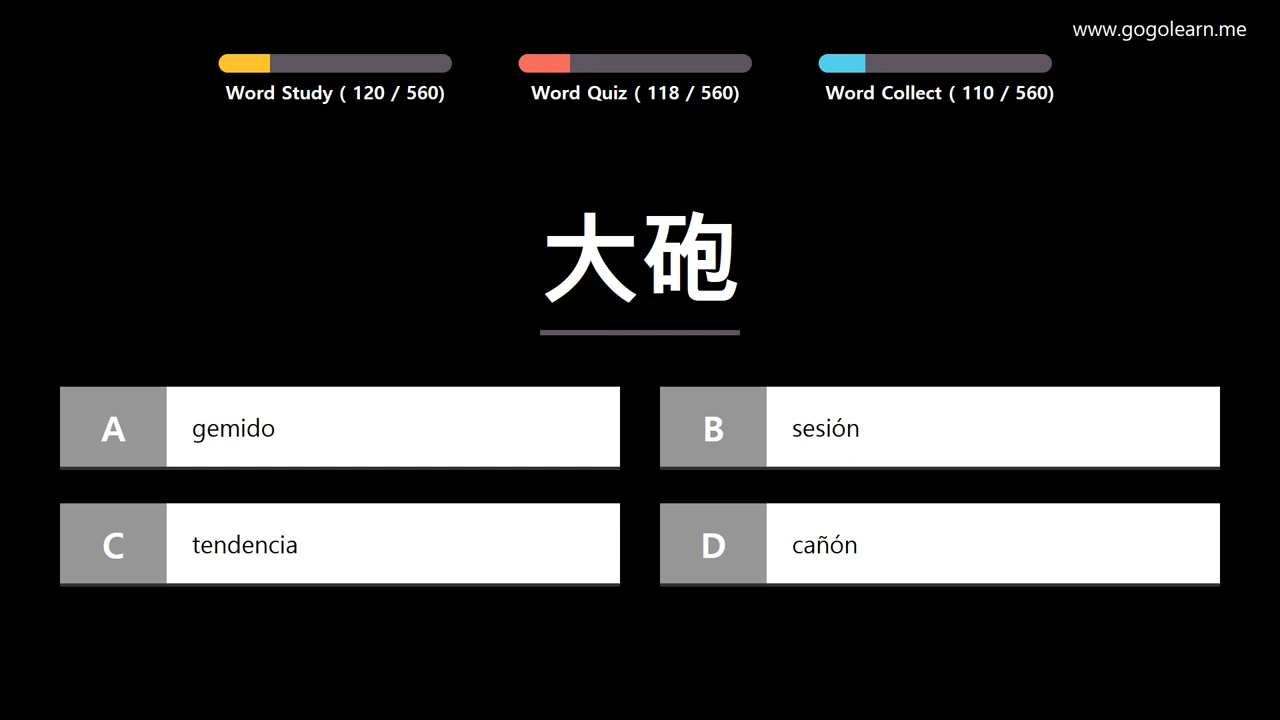 www.gogolearn.me
Word Study ( 120 / 560)
Word Quiz ( 118 / 560)
Word Collect ( 110 / 560)
大砲
A gemido
B sesión
C tendencia
D cañón